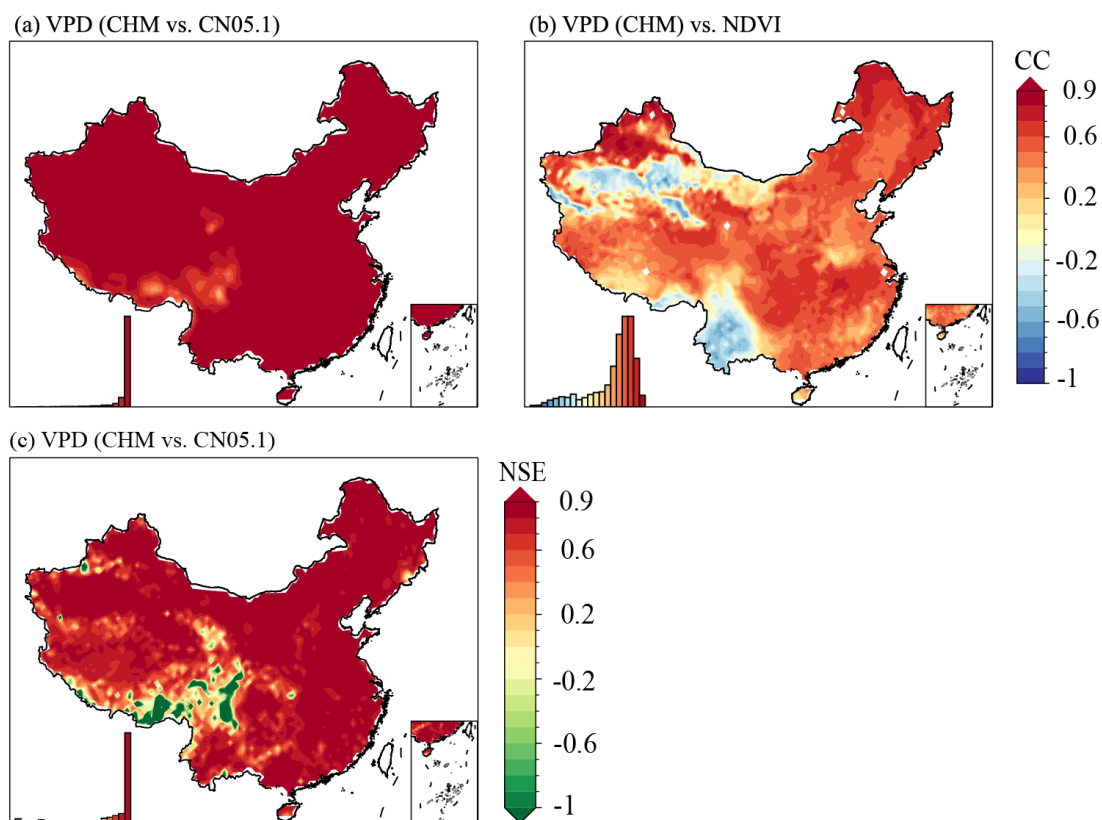 (a) VPD (CHM vs. CN05.1)
(b) VPD (CHM) vs. NDVI
CC
0.9
0.6
0.2
-0.2
-0.6
-1
(c) VPD (CHM vs. CN05.1)
NSE
0.9
0.6
0.2
-0.2
-0.6
-1